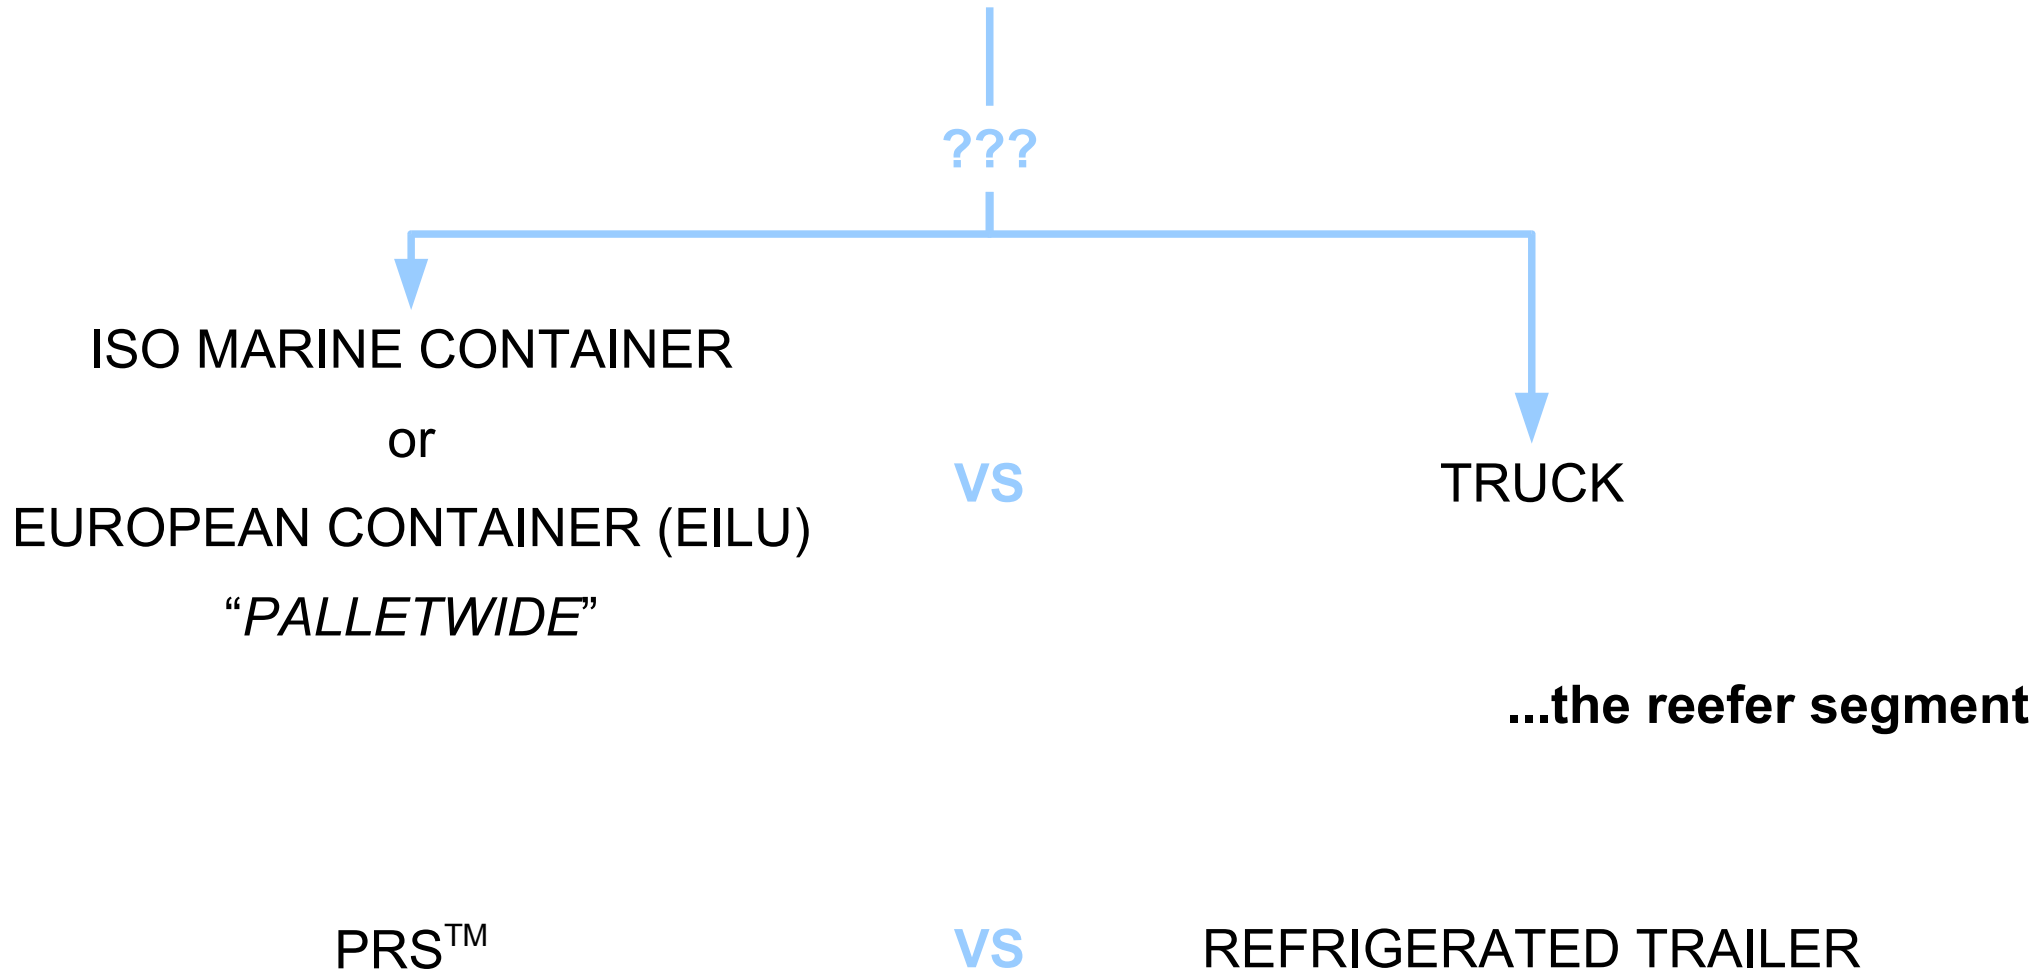 ???
ISO MARINE CONTAINER
or
EUROPEAN CONTAINER (EILU)
“PALLETWIDE”
VS
TRUCK
...the reefer segment
PRS™
VS
REFRIGERATED TRAILER